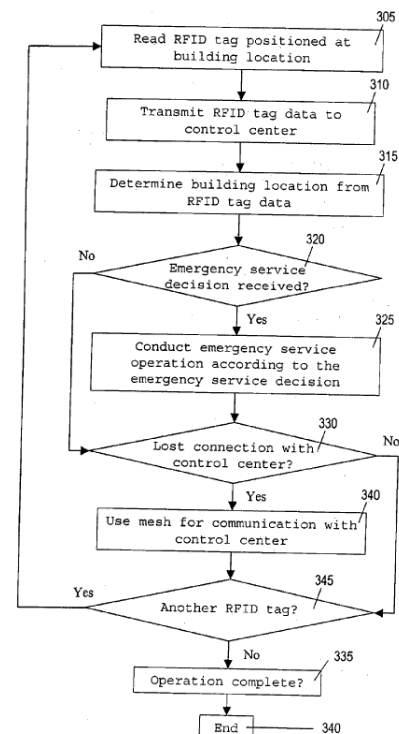 305
Read RFID tag positioned at
building location
310
Transmit RFID tag data to
control center
315
Determine building location from
RFID tag data
320
No
Emergency service
decision received?
Yes
325
Conduct emergency service
operation according to the
emergency service decision
330
Lost connection with
control center?
No
Yes
340
Use mesh for communication with
control center
345
Yes
Another RFID tag?
No
335
Operation complete?
End
340